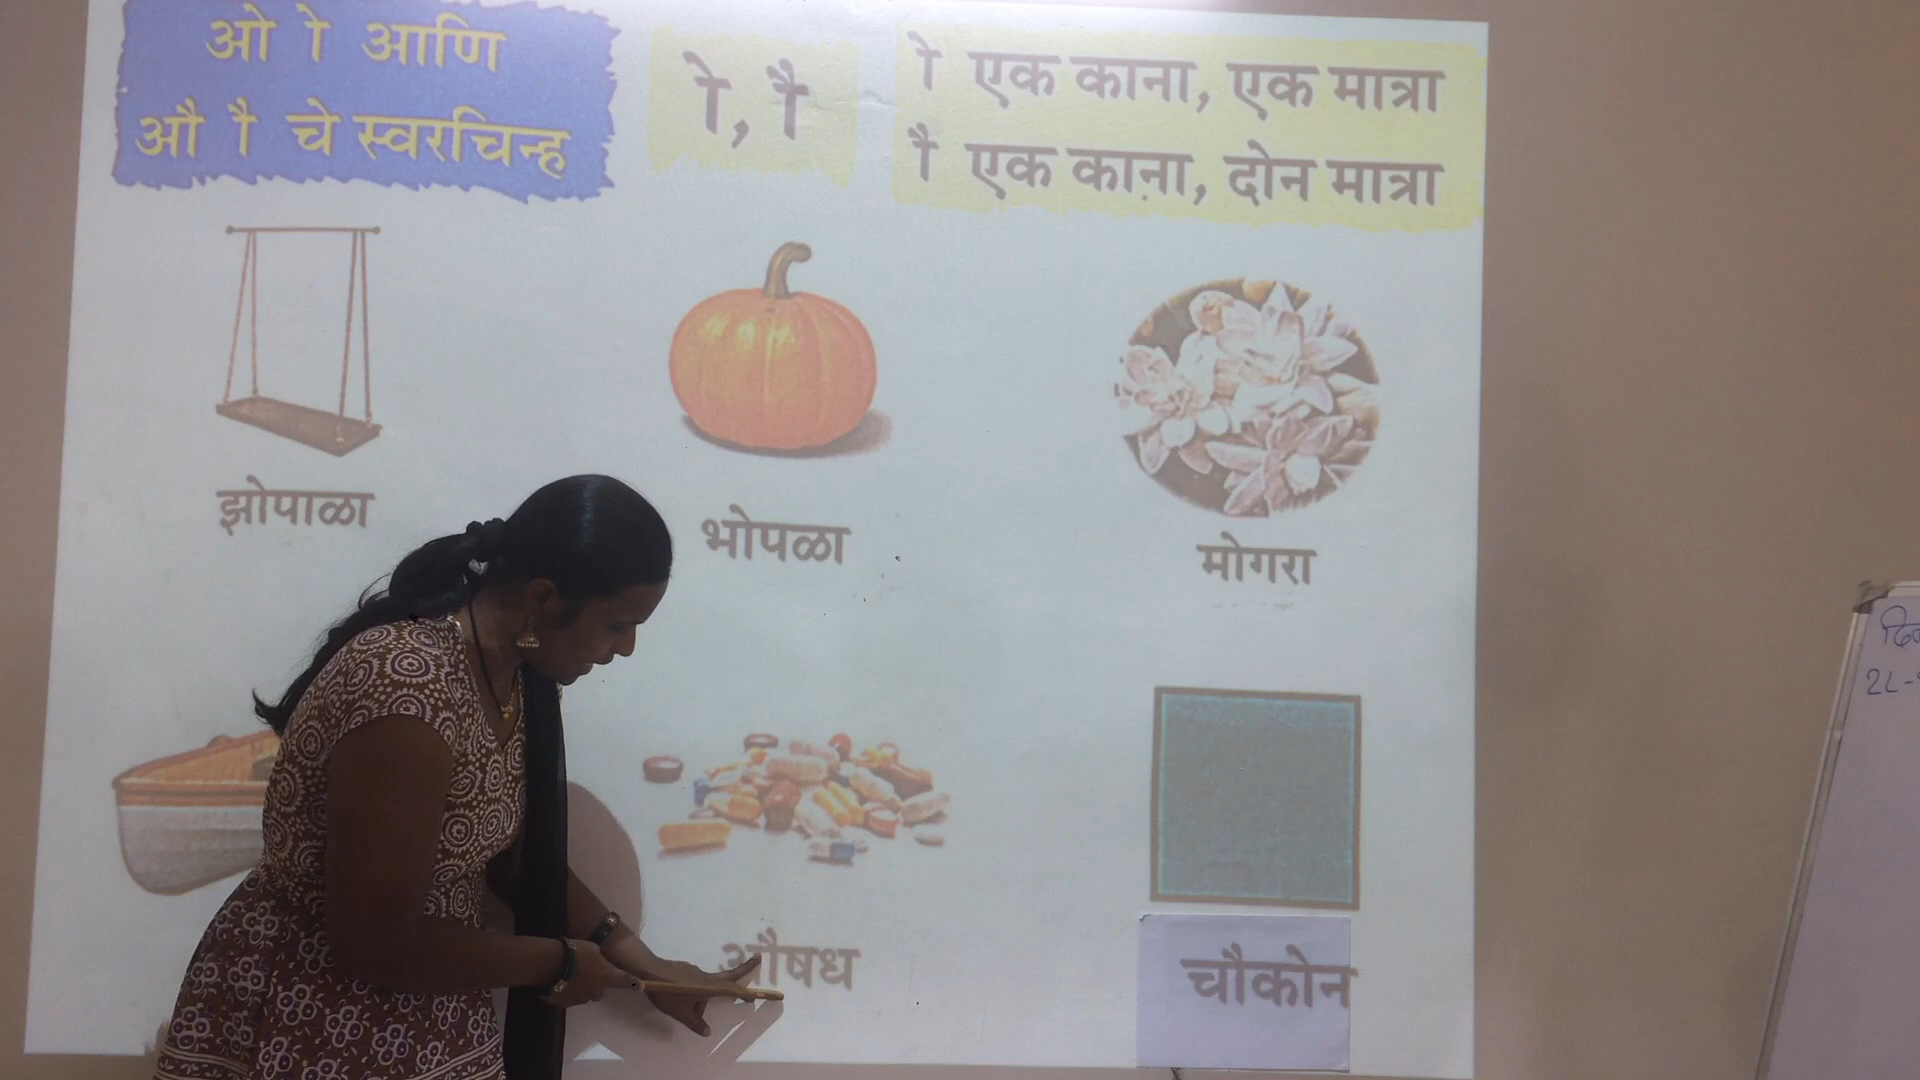 ओ ो आणि
औ ौ चे स्वरचिन्ह
ो, ौ
ो एक काना, एक मात्रा
ौ एक काना, दोन मात्रा
झोपाळा
भोपळा
मोगरा
औषध
चौकोन